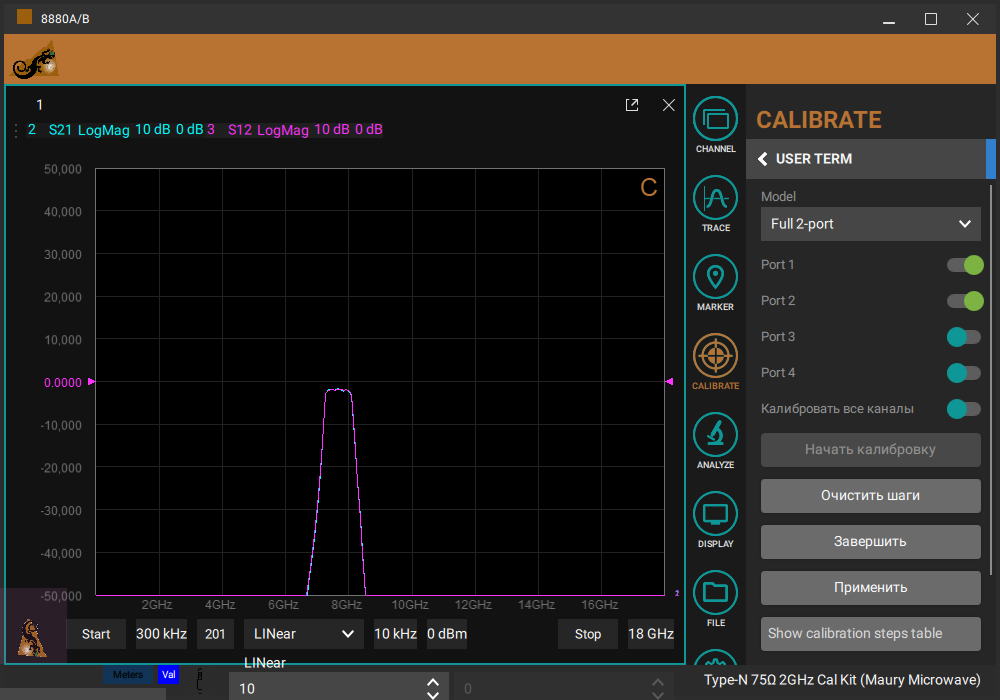 8880A/B
1
2 S21 LogMag 10 dB 0 dB 3 S12 LogMag 10 dB 0 dB
50,000
C
40,000
30,000
20,000
10,000
0.0000
-10,000
-20,000
-30,000
-40,000
-50,000
2
2GHz 4GHz 6GHz 8GHz 10GHz 12GHz 14GHz 16GHz
Start 300 kHz 201 LINear 10 kHz 0 dBm Stop 18 GHz
LINear
Meters Val
10 0
CHANNEL
TRACE
MARKER
CALIBRATE
ANALYZE
DISPLAY
FILE
CALIBRATE
USER TERM
Model
Full 2-port
Port 1
Port 2
Port 3
Port 4
Калибровать все каналы
Начать калибровку
Очистить шаги
Завершить
Применить
Show calibration steps table
Type-N 75Ω 2GHz Cal Kit (Maury Microwave)